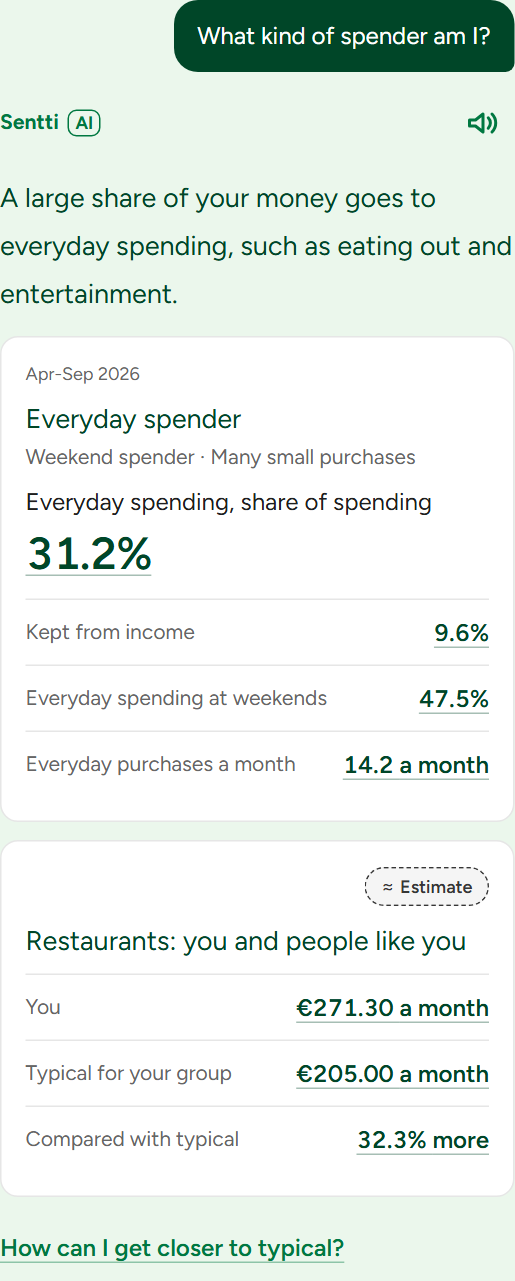 What kind of spender am I?
Sentti AI
A large share of your money goes to
everyday spending, such as eating out and
entertainment.
Apr-Sep 2026
Everyday spender
Weekend spender · Many small purchases
Everyday spending, share of spending
31.2%
Kept from income 9.6%
Everyday spending at weekends 47.5%
Everyday purchases a month 14.2 a month
≈ Estimate
Restaurants: you and people like you
You €271.30 a month
Typical for your group €205.00 a month
Compared with typical 32.3% more
How can I get closer to typical?